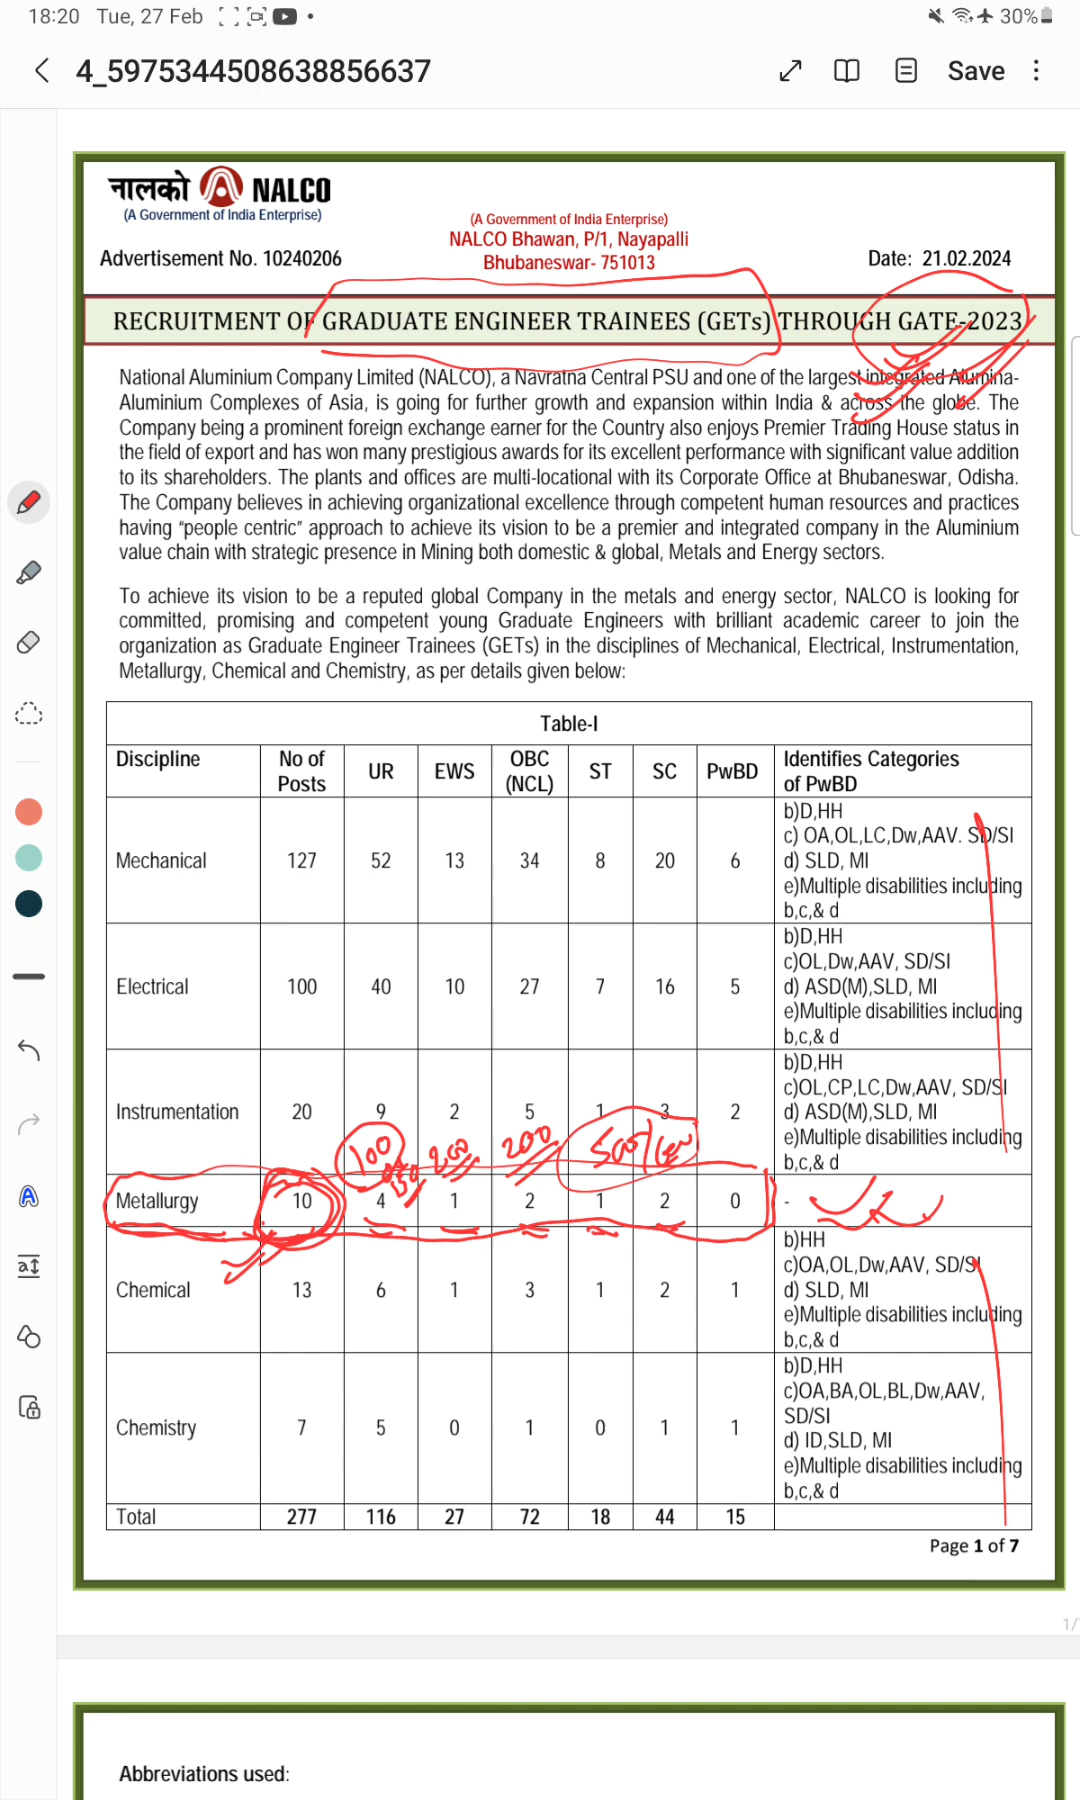 18:20 Tue, 27 Feb
30%
4_5975344508638856637
Save
नालको NALCO
(A Government of India Enterprise)
(A Government of India Enterprise)
NALCO Bhawan, P/1, Nayapalli
Bhubaneswar- 751013
Advertisement No. 10240206
Date: 21.02.2024
RECRUITMENT OF GRADUATE ENGINEER TRAINEES (GETs) THROUGH GATE-2023
National Aluminium Company Limited (NALCO), a Navratna Central PSU and one of the largest integrated Alumina-
Aluminium Complexes of Asia, is going for further growth and expansion within India & across the globe. The
Company being a prominent foreign exchange earner for the Country also enjoys Premier Trading House status in
the field of export and has won many prestigious awards for its excellent performance with significant value addition
to its shareholders. The plants and offices are multi-locational with its Corporate Office at Bhubaneswar, Odisha.
The Company believes in achieving organizational excellence through competent human resources and practices
having “people centric” approach to achieve its vision to be a premier and integrated company in the Aluminium
value chain with strategic presence in Mining both domestic & global, Metals and Energy sectors.
To achieve its vision to be a reputed global Company in the metals and energy sector, NALCO is looking for
committed, promising and competent young Graduate Engineers with brilliant academic career to join the
organization as Graduate Engineer Trainees (GETs) in the disciplines of Mechanical, Electrical, Instrumentation,
Metallurgy, Chemical and Chemistry, as per details given below:
Table-I
Discipline No of Posts UR EWS OBC (NCL) ST SC PwBD Identifies Categories of PwBD
Mechanical 127 52 13 34 8 20 6
b)D,HH
c) OA,OL,LC,Dw,AAV. SD/SI
d) SLD, MI
e)Multiple disabilities including
b,c,& d
Electrical 100 40 10 27 7 16 5
b)D,HH
c)OL,Dw,AAV, SD/SI
d) ASD(M),SLD, MI
e)Multiple disabilities including
b,c,& d
Instrumentation 20 9 2 5 1 3 2
b)D,HH
c)OL,CP,LC,Dw,AAV, SD/SI
d) ASD(M),SLD, MI
e)Multiple disabilities including
b,c,& d
100 200 200
Metallurgy 10 4 1 2 1 2 0 -
Chemical 13 6 1 3 1 2 1
b)HH
c)OA,OL,Dw,AAV, SD/SI
d) SLD, MI
e)Multiple disabilities including
b,c,& d
Chemistry 7 5 0 1 0 1 1
b)D,HH
c)OA,BA,OL,BL,Dw,AAV,
SD/SI
d) ID,SLD, MI
e)Multiple disabilities including
b,c,& d
Total 277 116 27 72 18 44 15
Page 1 of 7
1/
Abbreviations used: